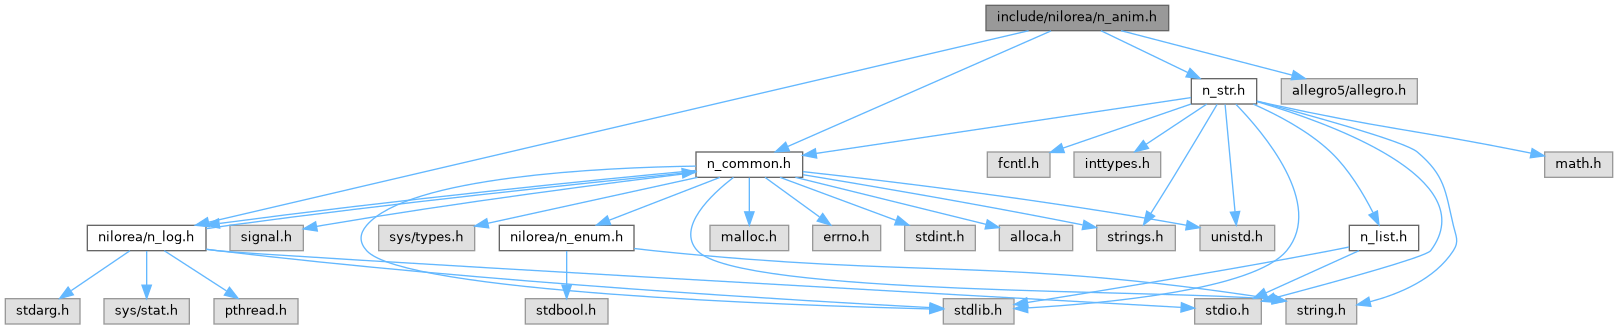 include/nilorea/n_anim.h
n_str.h
allegro5/allegro.h
n_common.h
fcntl.h
inttypes.h
math.h
nilorea/n_log.h
signal.h
sys/types.h
nilorea/n_enum.h
malloc.h
errno.h
stdint.h
alloca.h
strings.h
unistd.h
n_list.h
stdarg.h
sys/stat.h
pthread.h
stdbool.h
stdlib.h
stdio.h
string.h